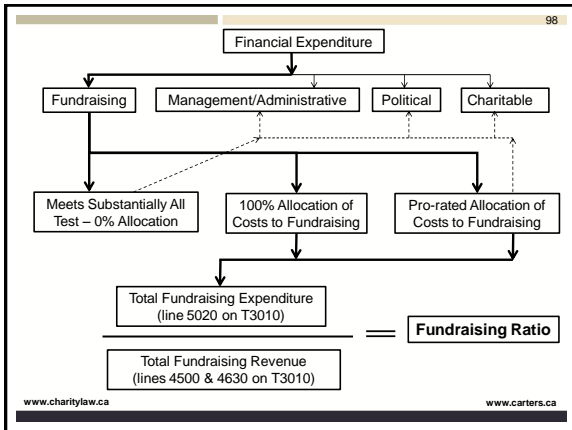 98
Financial Expenditure
Fundraising
Management/Administrative
Political
Charitable
Meets Substantially All
Test – 0% Allocation
100% Allocation of
Costs to Fundraising
Pro-rated Allocation of
Costs to Fundraising
Total Fundraising Expenditure
(line 5020 on T3010)
=
Fundraising Ratio
Total Fundraising Revenue
(lines 4500 & 4630 on T3010)
www.charitylaw.ca
www.carters.ca